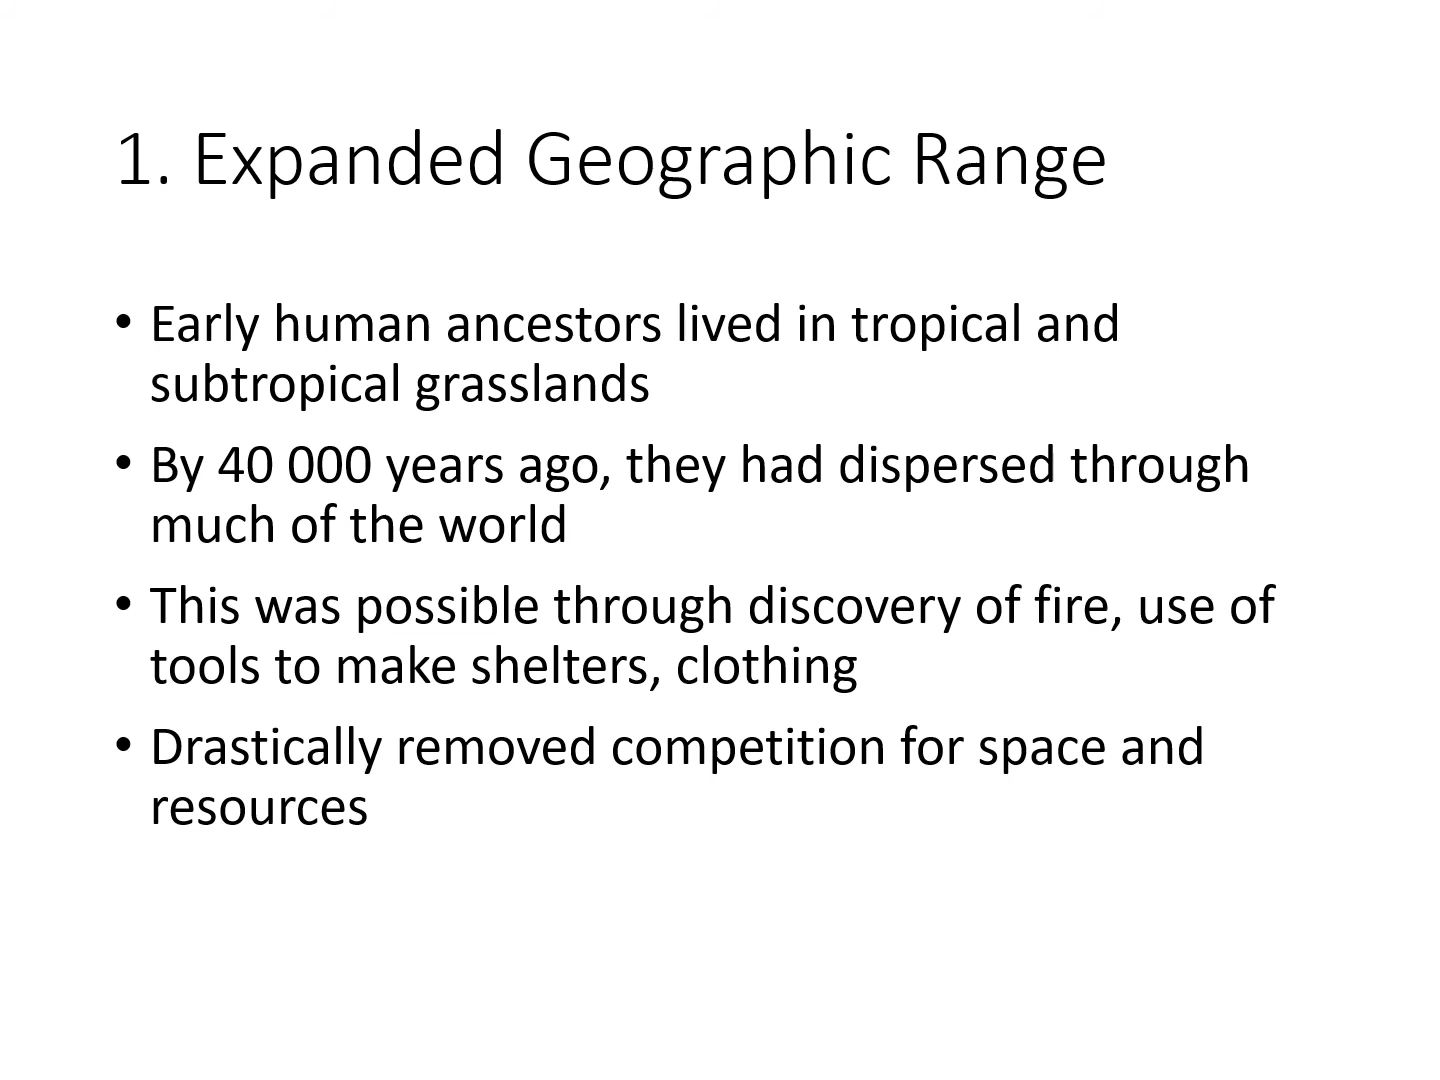 1. Expanded Geographic Range
• Early human ancestors lived in tropical and
subtropical grasslands
• By 40 000 years ago, they had dispersed through
much of the world
• This was possible through discovery of fire, use of
tools to make shelters, clothing
• Drastically removed competition for space and
resources